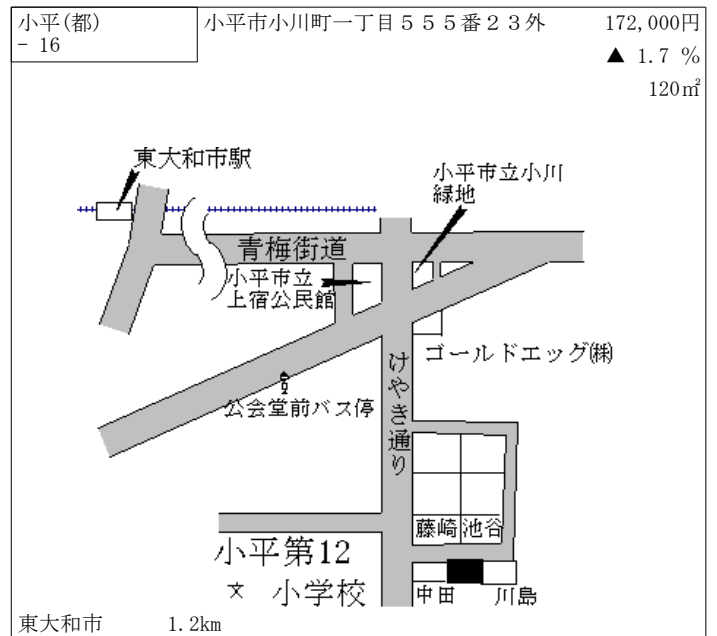 小平(都)
- 16
小平市小川町一丁目５５５番２３外
172,000円
▲ 1.7 %
120㎡
東大和市駅
小平市立小川
緑地
青梅街道
小平市立
上宿公民館
ゴールドエッグ㈱
けやき通り
公会堂前バス停
藤崎
池谷
小平第12
文 小学校
中田
川島
東大和市 1.2km